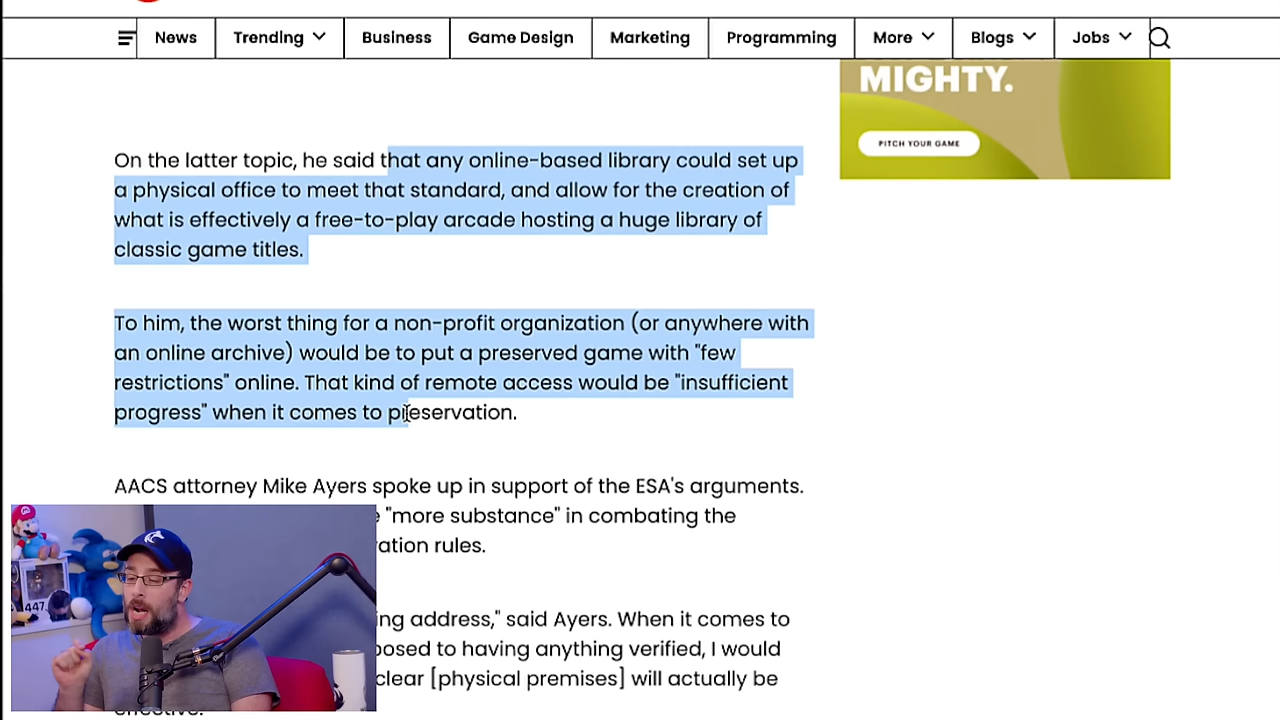 News
Trending
Business
Game Design
Marketing
Programming
More
Blogs
Jobs
MIGHTY.
PITCH YOUR GAME
On the latter topic, he said that any online-based library could set up
a physical office to meet that standard, and allow for the creation of
what is effectively a free-to-play arcade hosting a huge library of
classic game titles.
To him, the worst thing for a non-profit organization (or anywhere with
an online archive) would be to put a preserved game with "few
restrictions" online. That kind of remote access would be "insufficient
progress" when it comes to preservation.
AACS attorney Mike Ayers spoke up in support of the ESA's arguments.
"more substance" in combating the
ation rules.
ing address," said Ayers. When it comes to
posed to having anything verified, I would
clear [physical premises] will actually be
effective.
447